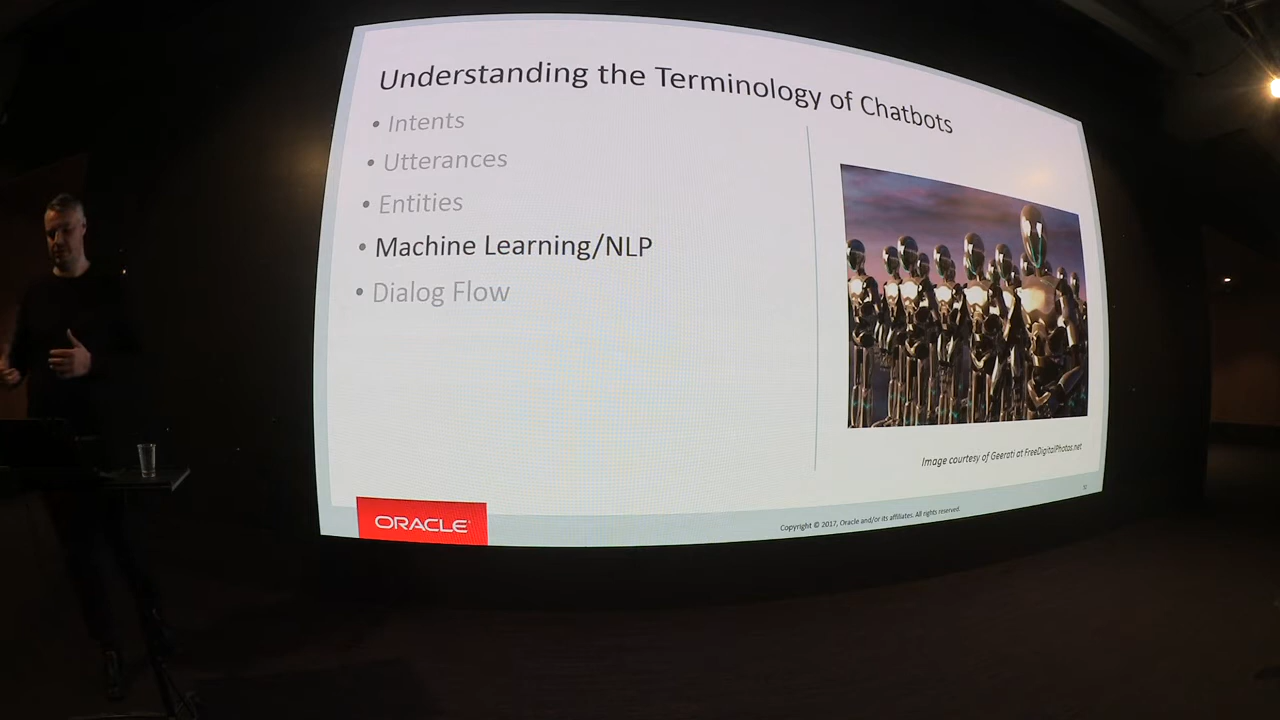 Understanding the Terminology of Chatbots
• Intents
• Utterances
• Entities
• Machine Learning/NLP
• Dialog Flow
Image courtesy of Geerati at FreeDigitalPhotos.net
ORACLE
Copyright © 2017, Oracle and/or its affiliates. All rights reserved.